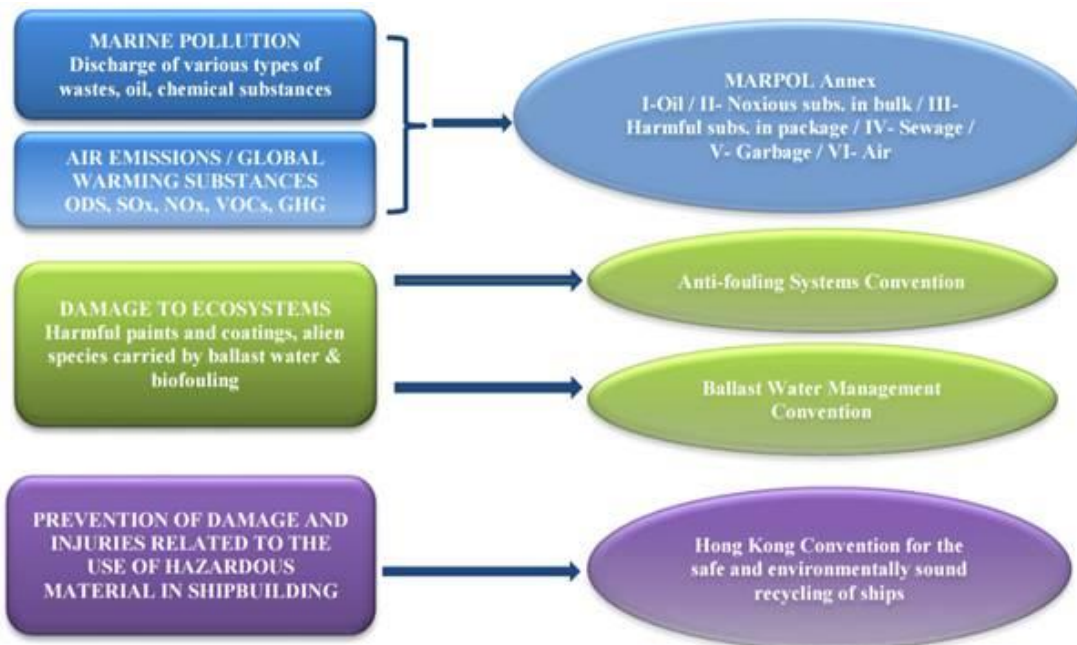 MARINE POLLUTION
Discharge of various types of
wastes, oil, chemical substances
MARPOL Annex
I-Oil / II- Noxious subs. in bulk / III-
Harmful subs. in package / IV- Sewage /
V- Garbage / VI- Air
AIR EMISSIONS / GLOBAL
WARMING SUBSTANCES
ODS, SOx, NOx, VOCs, GHG
DAMAGE TO ECOSYSTEMS
Harmful paints and coatings, alien
species carried by ballast water &
biofouling
Anti-fouling Systems Convention
Ballast Water Management
Convention
PREVENTION OF DAMAGE AND
INJURIES RELATED TO THE
USE OF HAZARDOUS
MATERIAL IN SHIPBUILDING
Hong Kong Convention for the
safe and environmentally sound
recycling of ships